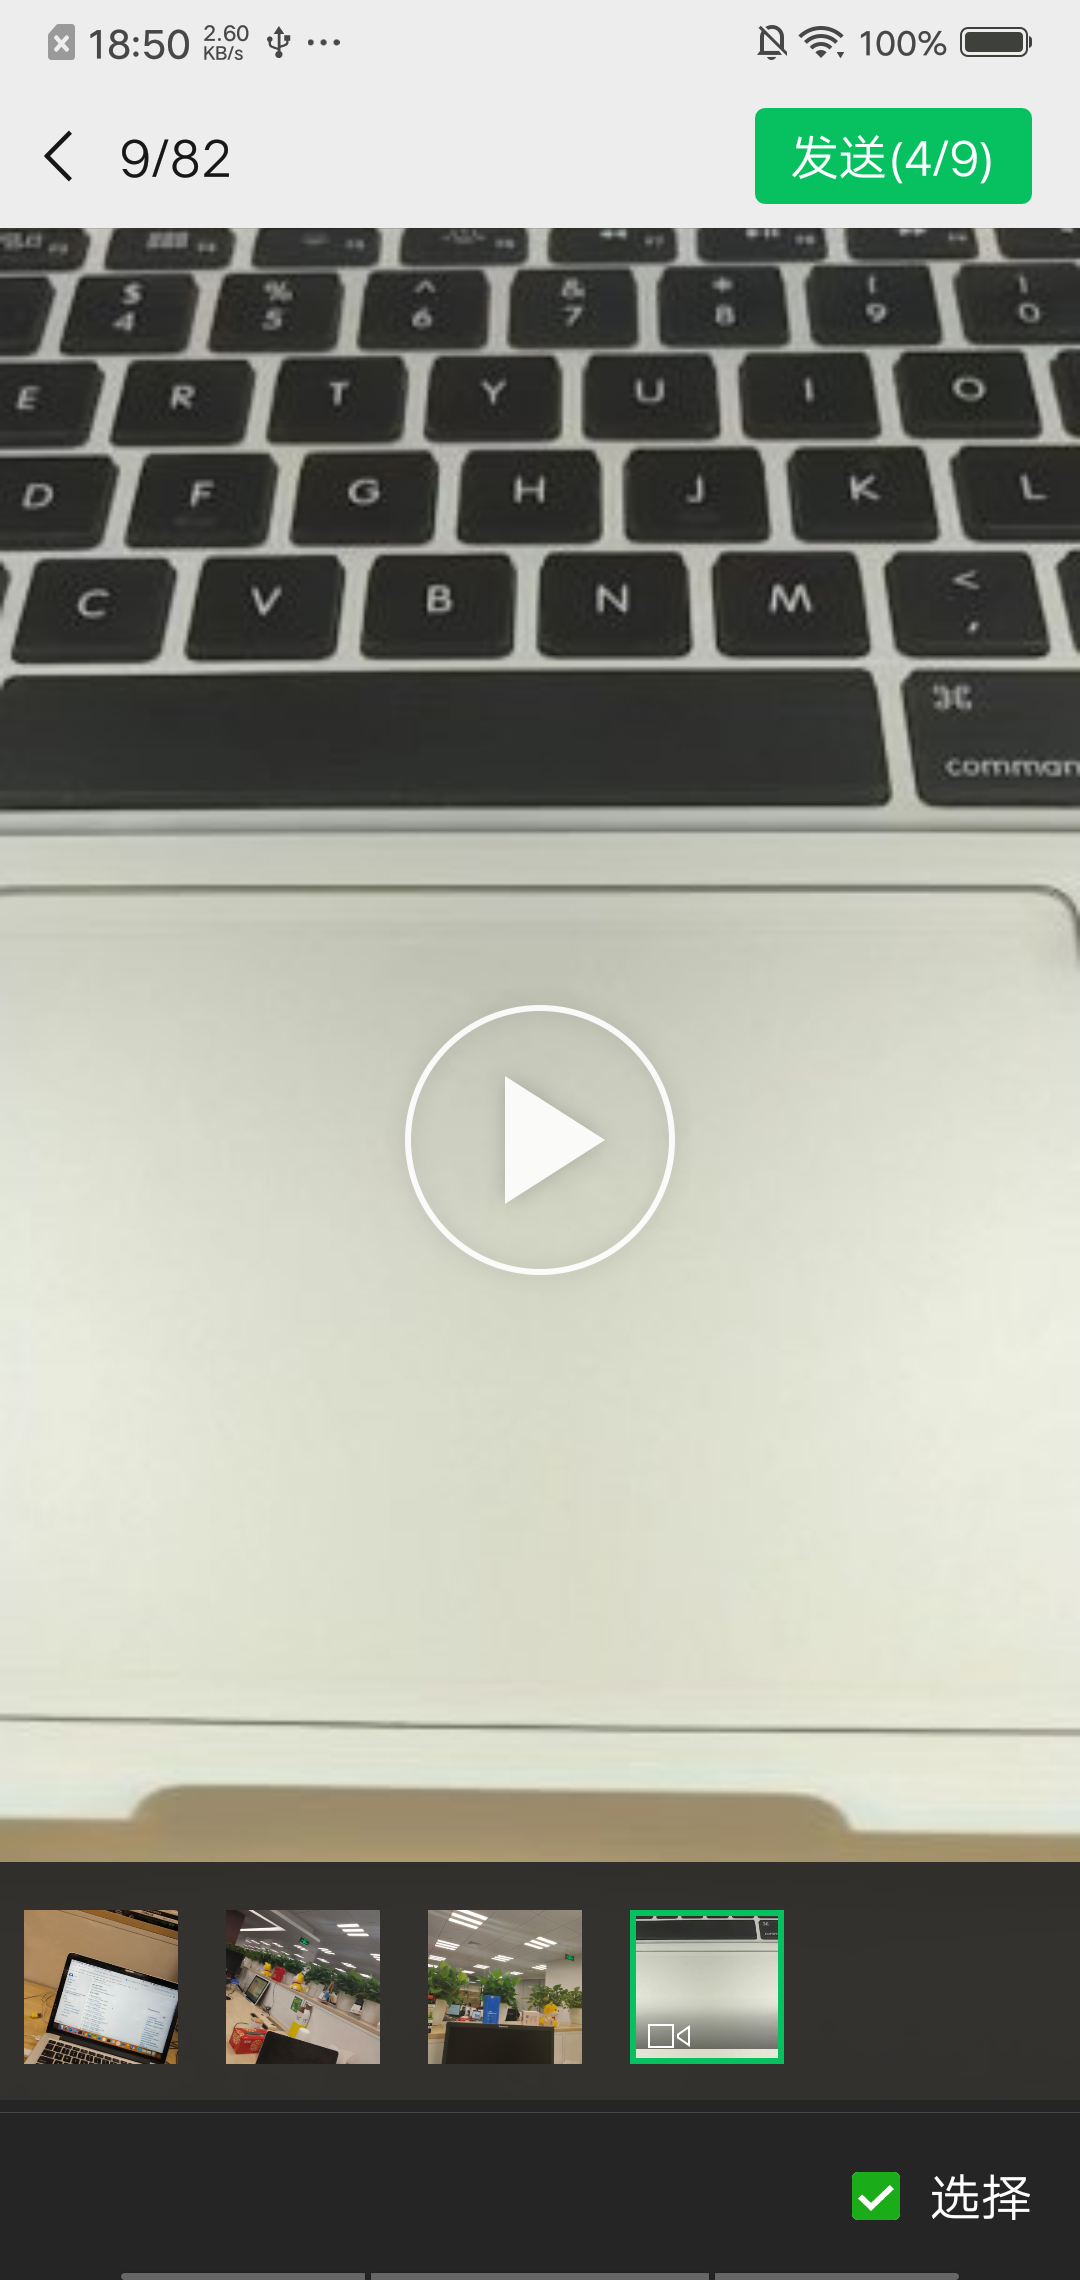 18:50 2.60 KB/s 100%
9/82 发送(4/9)
$ % ^ & * ( )
4 5 6 7 8 9 0
E R T Y U I O
D F G H J K L
C V B N M < ,
⌘
comman
选择